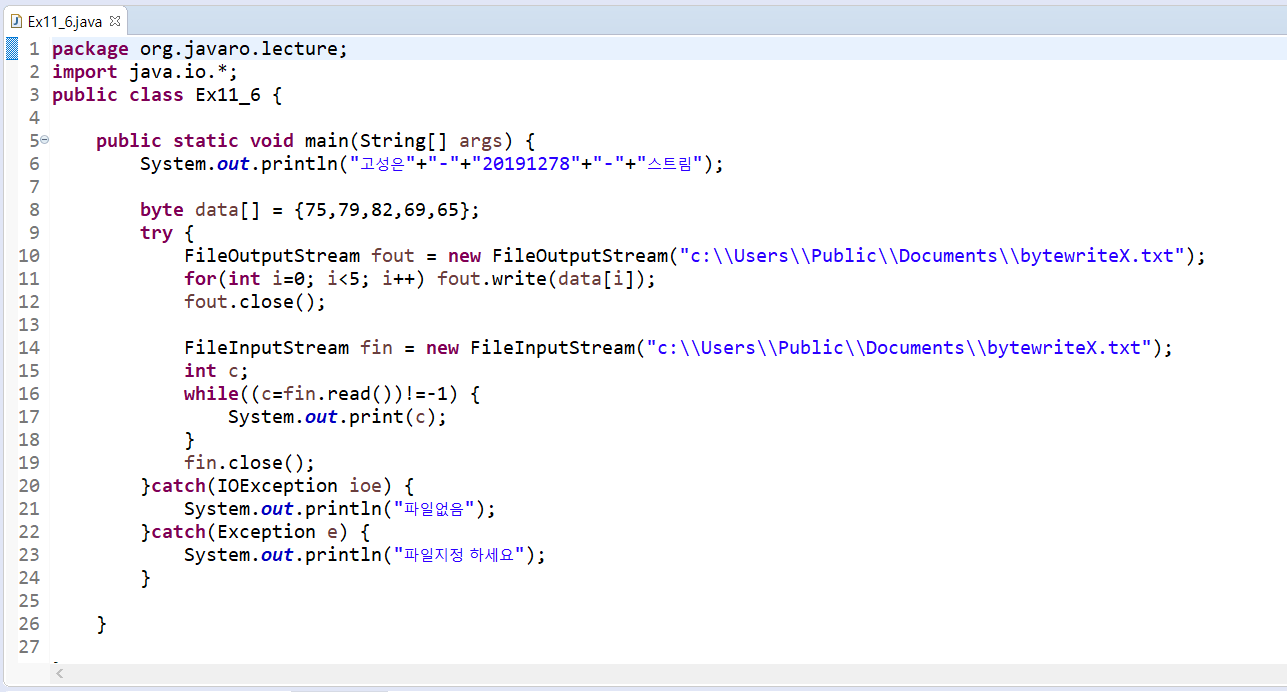 Ex11_6.java
1 package org.javaro.lecture;
2 import java.io.*;
3 public class Ex11_6 {
4
5 public static void main(String[] args) {
6 System.out.println("고성은"+"-"+"20191278"+"-"+"스트림");
7
8 byte data[] = {75,79,82,69,65};
9 try {
10 FileOutputStream fout = new FileOutputStream("c:\\Users\\Public\\Documents\\bytewriteX.txt");
11 for(int i=0; i<5; i++) fout.write(data[i]);
12 fout.close();
13
14 FileInputStream fin = new FileInputStream("c:\\Users\\Public\\Documents\\bytewriteX.txt");
15 int c;
16 while((c=fin.read())!=-1) {
17 System.out.print(c);
18 }
19 fin.close();
20 }catch(IOException ioe) {
21 System.out.println("파일없음");
22 }catch(Exception e) {
23 System.out.println("파일지정 하세요");
24 }
25
26 }
27